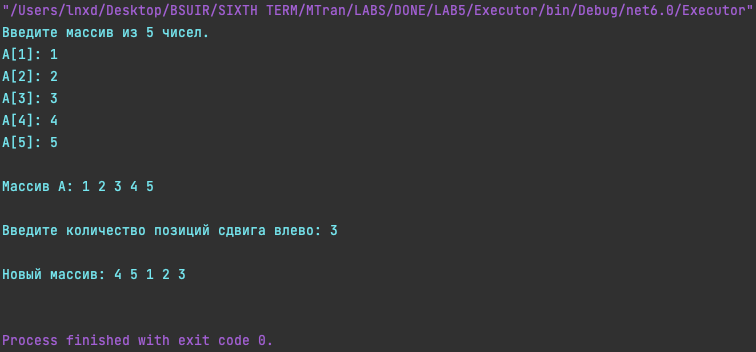 "/Users/lnxd/Desktop/BSUIR/SIXTH TERM/MTran/LABS/DONE/LAB5/Executor/bin/Debug/net6.0/Executor"
Введите массив из 5 чисел.
A[1]: 1
A[2]: 2
A[3]: 3
A[4]: 4
A[5]: 5
Массив A: 1 2 3 4 5
Введите количество позиций сдвига влево: 3
Новый массив: 4 5 1 2 3
Process finished with exit code 0.